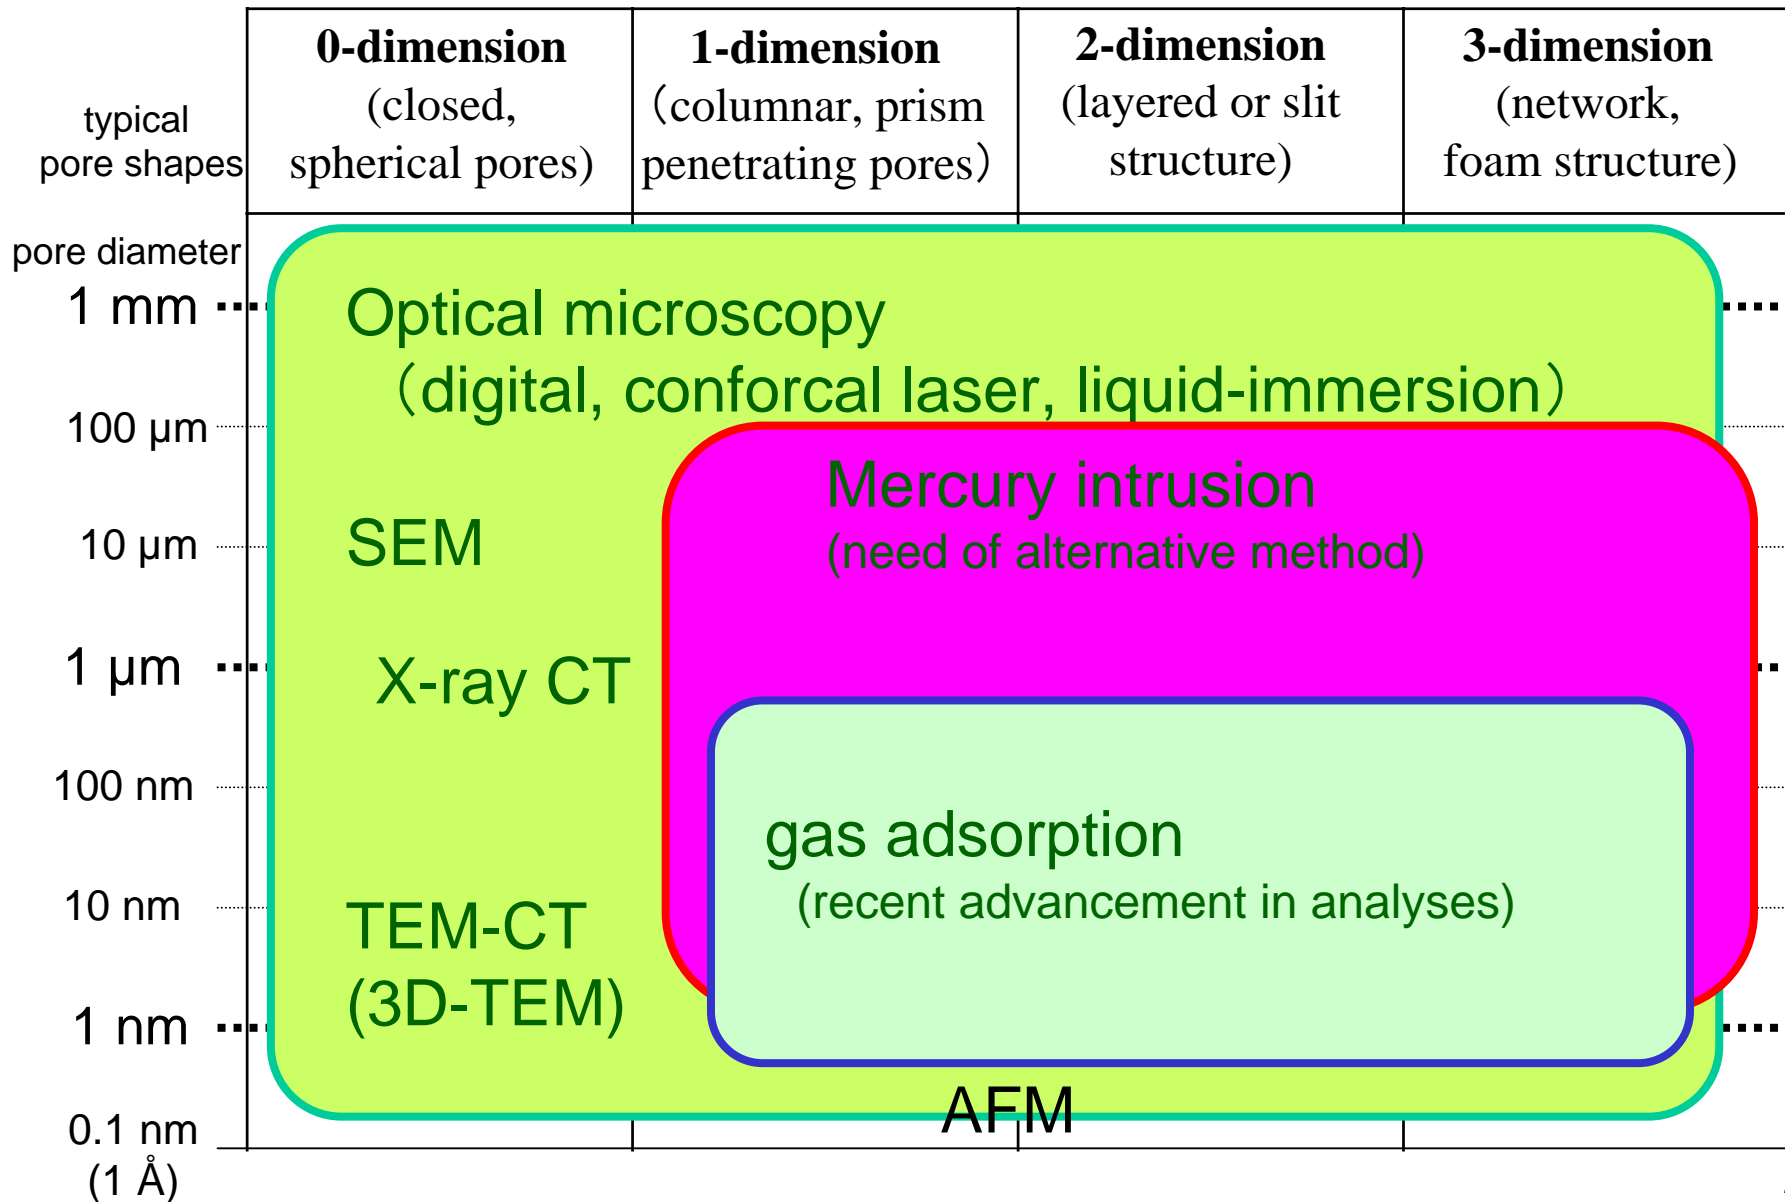 typical
pore shapes
0-dimension
(closed,
spherical pores)
1-dimension
（columnar, prism
penetrating pores）
2-dimension
(layered or slit
structure)
3-dimension
(network,
foam structure)
pore diameter
1 mm
100 µm
10 µm
1 µm
100 nm
10 nm
1 nm
0.1 nm
(1 Å)
Optical microscopy
（digital, conforcal laser, liquid-immersion）
SEM
X-ray CT
TEM-CT
(3D-TEM)
Mercury intrusion
(need of alternative method)
gas adsorption
(recent advancement in analyses)
AFM